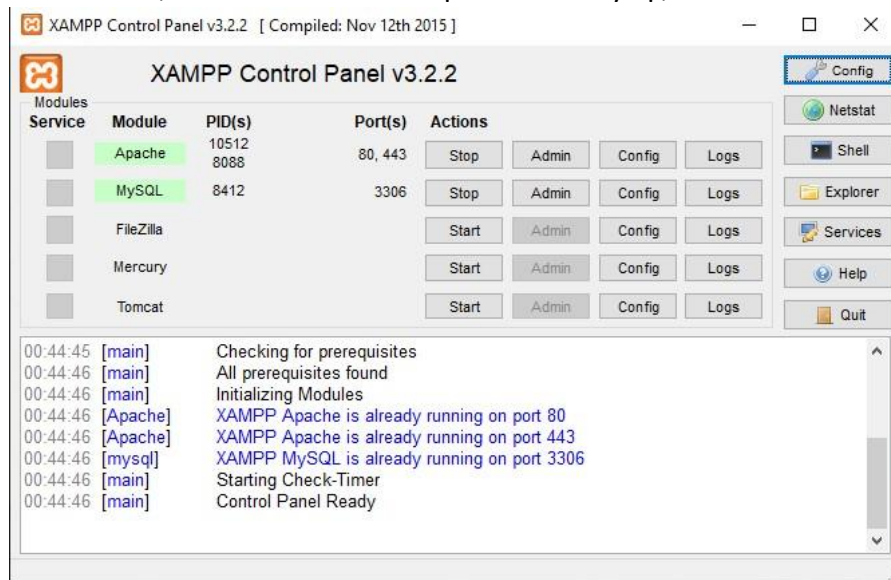 XAMPP Control Panel v3.2.2 [ Compiled: Nov 12th 2015 ]
XAMPP Control Panel v3.2.2
Config
Modules
Service Module PID(s) Port(s) Actions
Netstat
Apache 10512 8088 80, 443 Stop Admin Config Logs
Shell
MySQL 8412 3306 Stop Admin Config Logs
Explorer
FileZilla Start Admin Config Logs
Services
Mercury Start Admin Config Logs
Help
Tomcat Start Admin Config Logs
Quit
00:44:45 [main] Checking for prerequisites
00:44:46 [main] All prerequisites found
00:44:46 [main] Initializing Modules
00:44:46 [Apache] XAMPP Apache is already running on port 80
00:44:46 [Apache] XAMPP Apache is already running on port 443
00:44:46 [mysql] XAMPP MySQL is already running on port 3306
00:44:46 [main] Starting Check-Timer
00:44:46 [main] Control Panel Ready